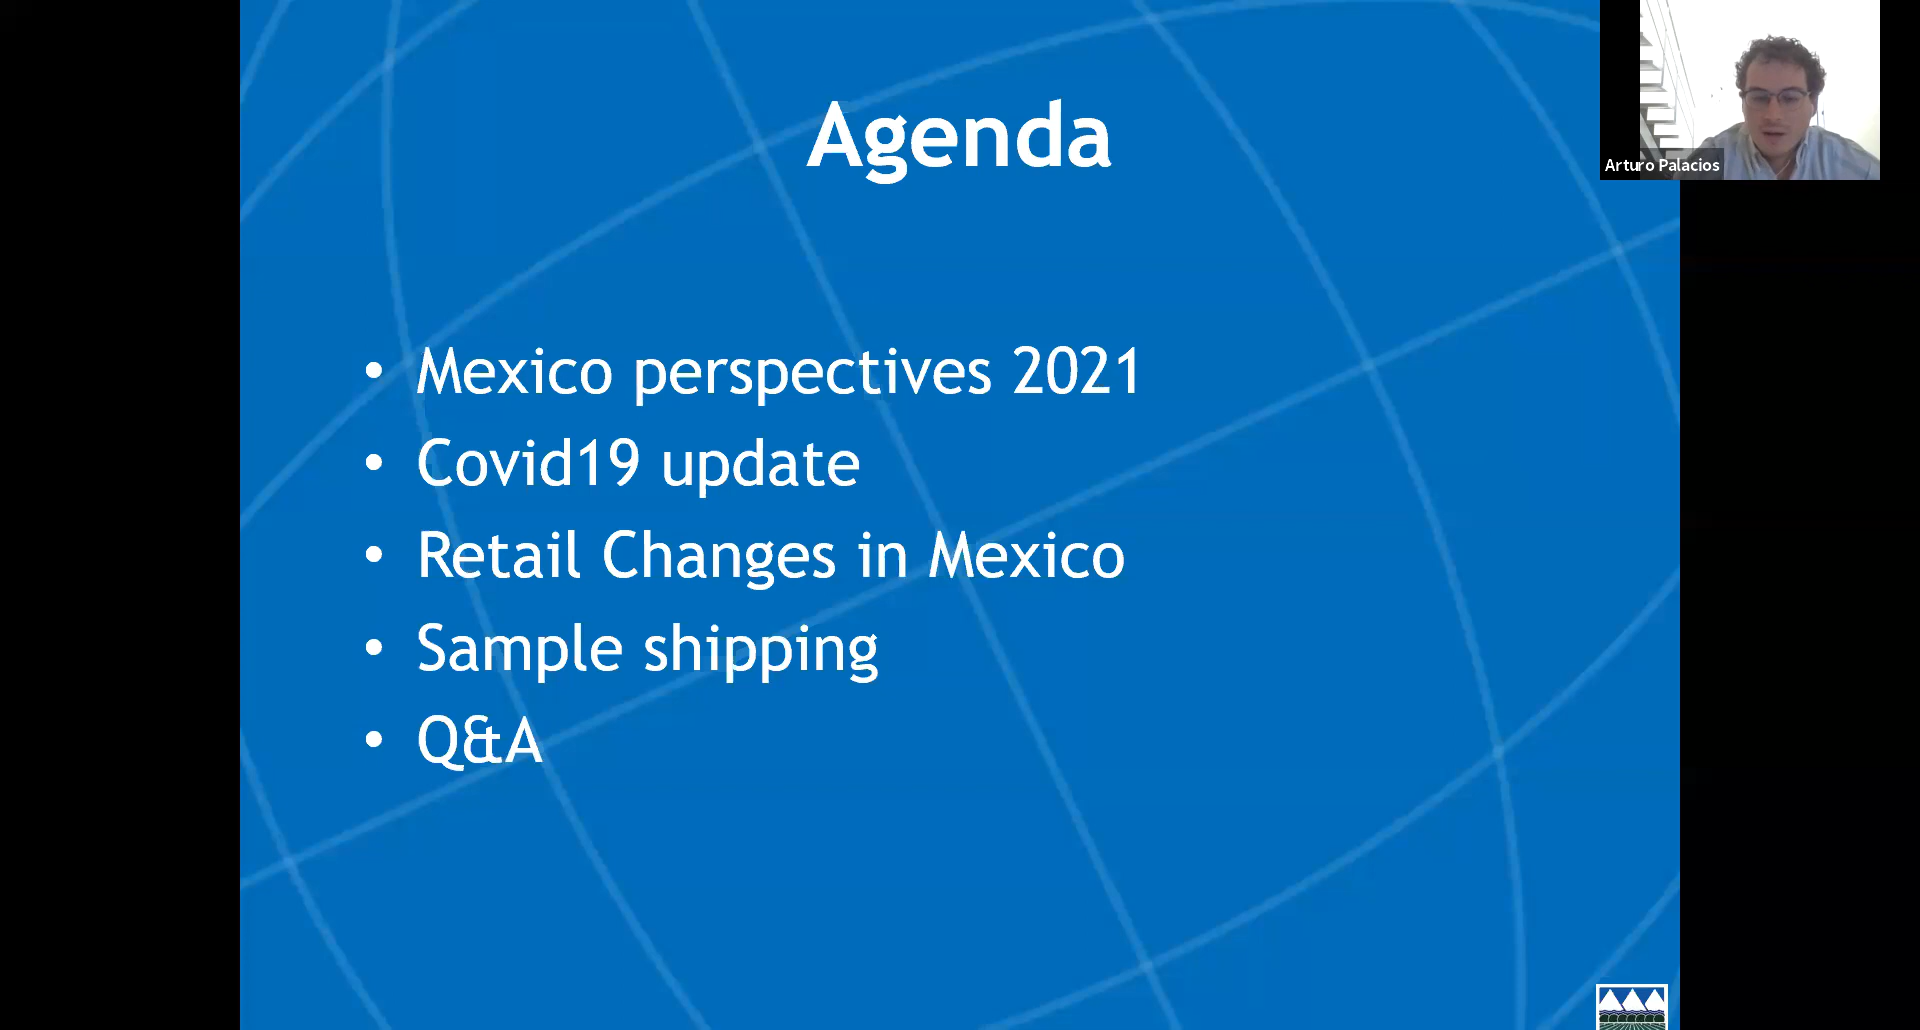 Agenda
Arturo Palacios
• Mexico perspectives 2021
• Covid19 update
• Retail Changes in Mexico
• Sample shipping
• Q&A